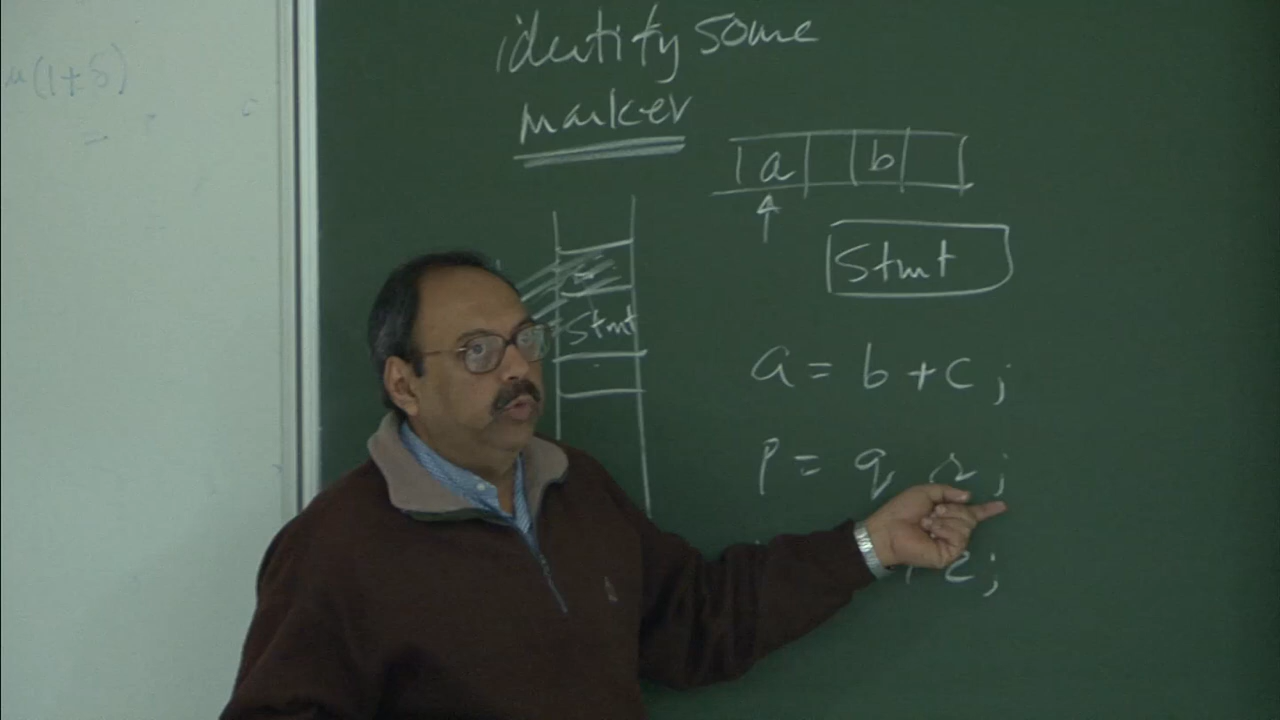 identify some
marker
a b
Stmt
Stmt
a = b + c ;
p = q r ;
e ;